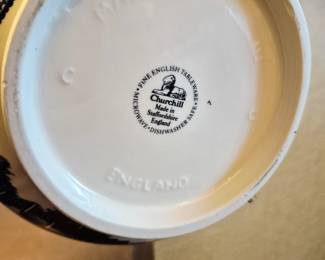 FINE ENGLISH TABLEWARE
Churchill
Made in
Staffordshire
England
MICROWAVE • DISHWASHER SAFE
ENGLAND